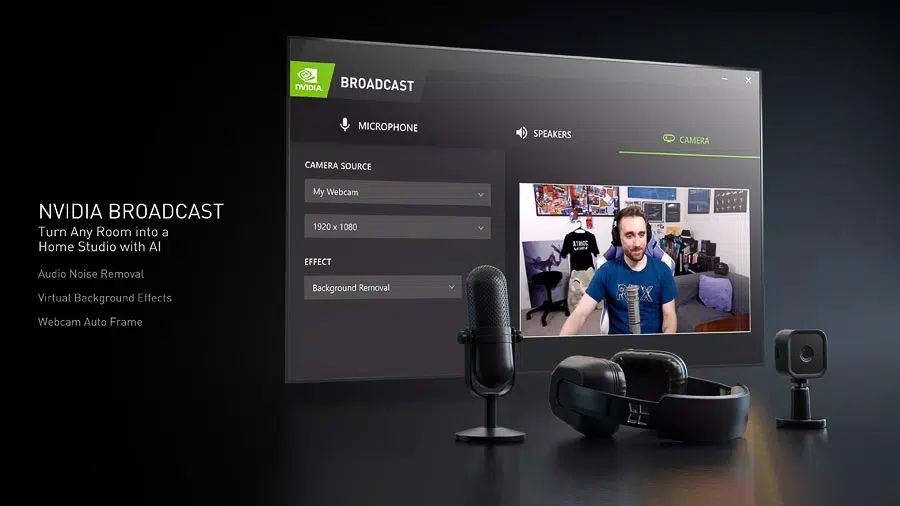 NVIDIA BROADCAST
Turn Any Room into a
Home Studio with AI
Audio Noise Removal
Virtual Background Effects
Webcam Auto Frame
NVIDIA.
BROADCAST
MICROPHONE
SPEAKERS
CAMERA
CAMERA SOURCE
My Webcam
1920 x 1080
EFFECT
Background Removal
ATRIOC